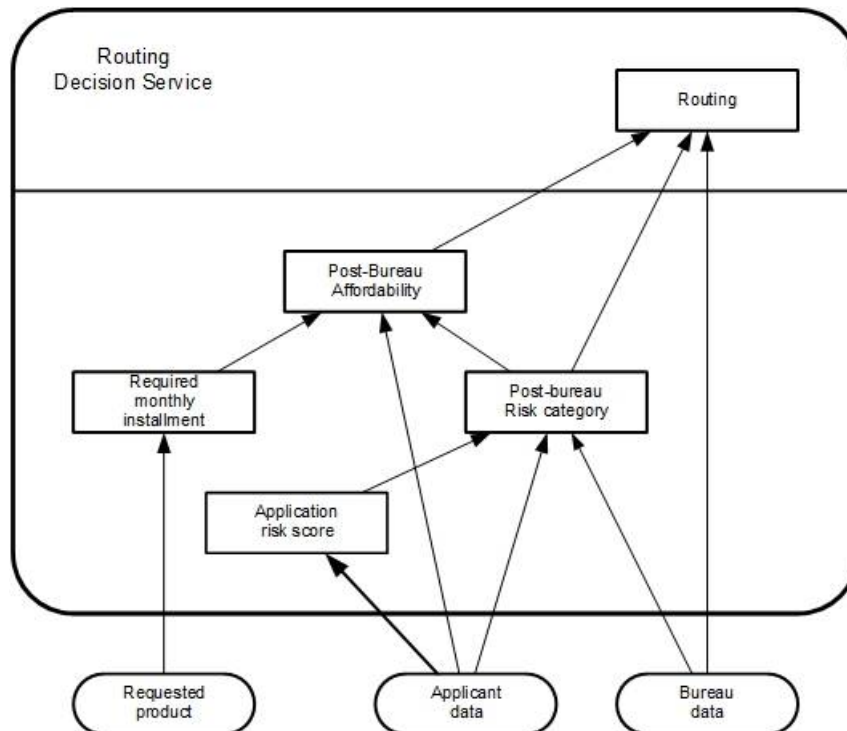 Routing
Decision Service
Routing
Post-Bureau
Affordability
Required
monthly
installment
Post-bureau
Risk category
Application
risk score
Requested
product
Applicant
data
Bureau
data